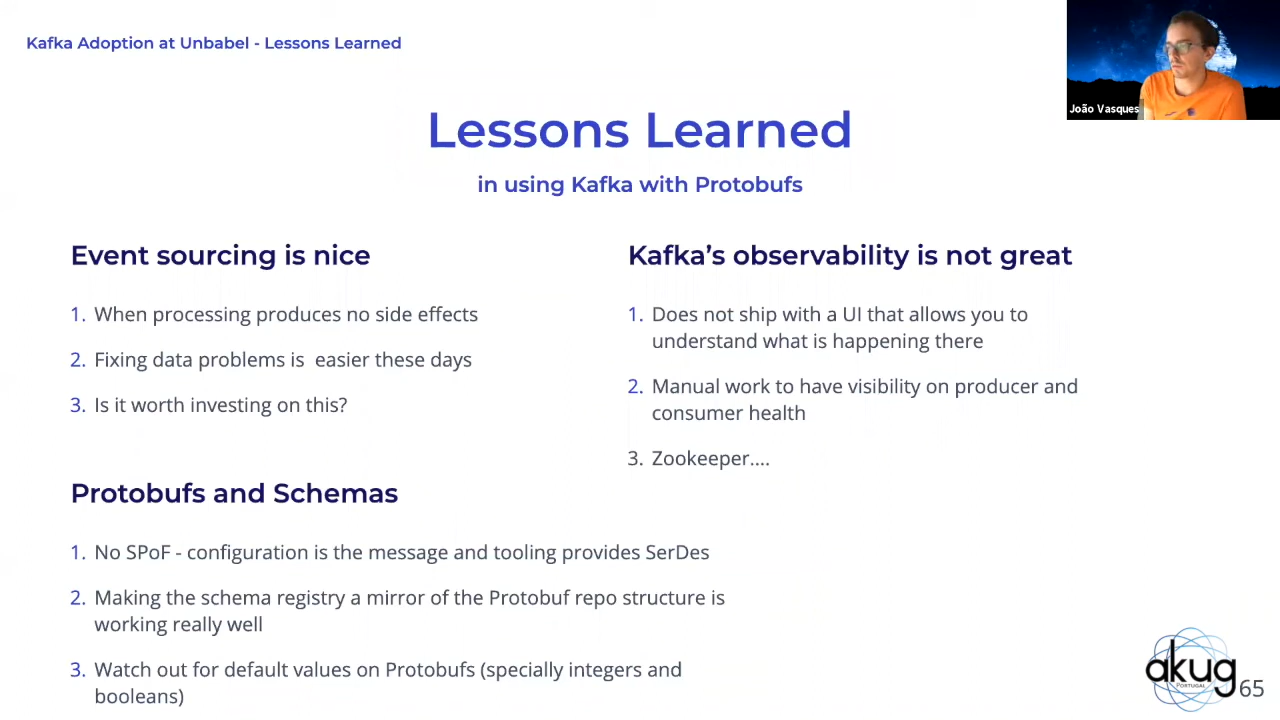 Kafka Adoption at Unbabel - Lessons Learned
João Vasques
Lessons Learned
in using Kafka with Protobufs
Event sourcing is nice
1. When processing produces no side effects
2. Fixing data problems is easier these days
3. Is it worth investing on this?
Kafka's observability is not great
1. Does not ship with a UI that allows you to
understand what is happening there
2. Manual work to have visibility on producer and
consumer health
3. Zookeeper....
Protobufs and Schemas
1. No SPoF - configuration is the message and tooling provides SerDes
2. Making the schema registry a mirror of the Protobuf repo structure is
working really well
3. Watch out for default values on Protobufs (specially integers and
booleans)
akug
PORTUGAL
65